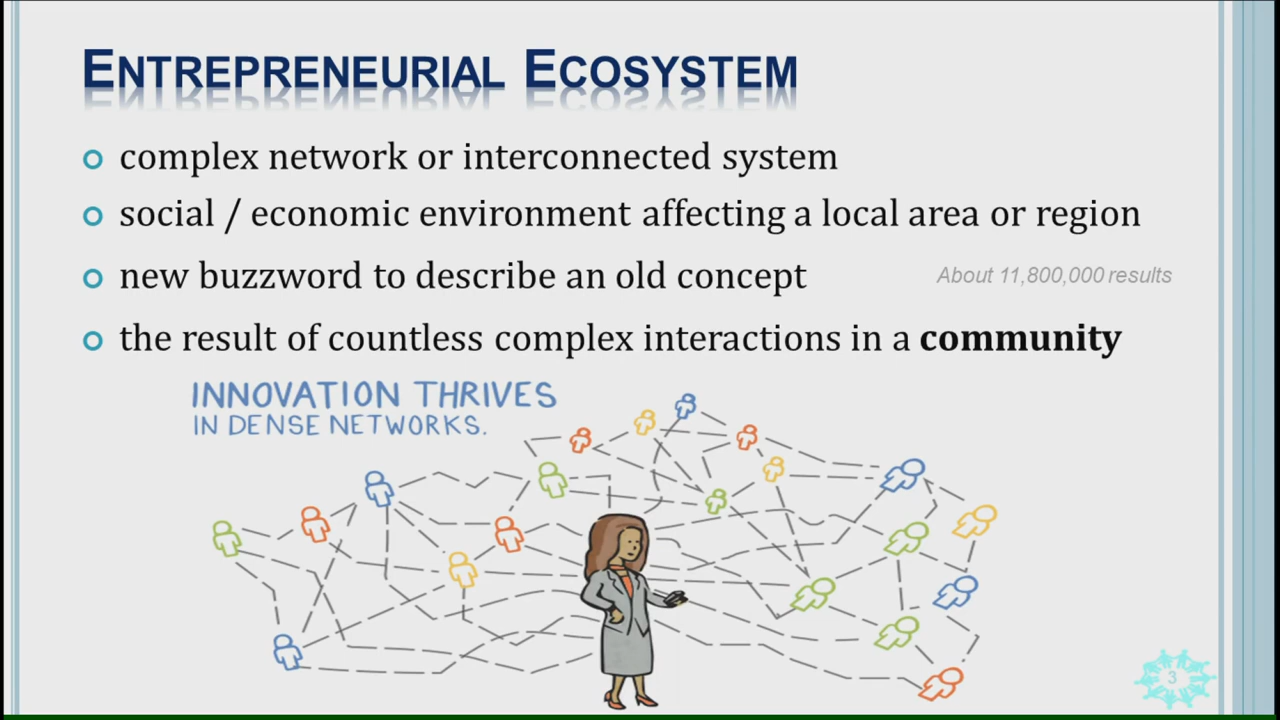 ENTREPRENEURIAL ECOSYSTEM
complex network or interconnected system
social / economic environment affecting a local area or region
new buzzword to describe an old concept
About 11,800,000 results
the result of countless complex interactions in a community
INNOVATION THRIVES
IN DENSE NETWORKS.
3